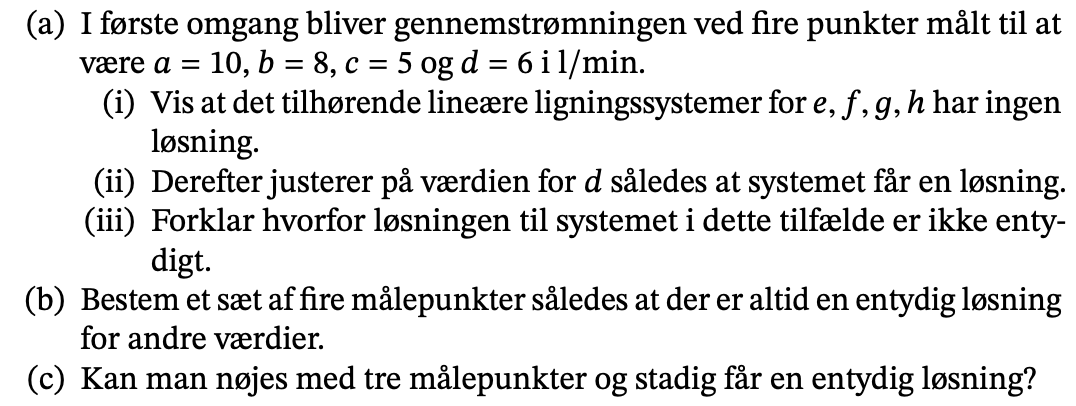 (a) I første omgang bliver gennemstrømningen ved fire punkter målt til at
være a = 10, b = 8, c = 5 og d = 6 i l/min.
(i) Vis at det tilhørende lineære ligningssystemer for e, f, g, h har ingen
løsning.
(ii) Derefter justerer på værdien for d således at systemet får en løsning.
(iii) Forklar hvorfor løsningen til systemet i dette tilfælde er ikke enty-
digt.
(b) Bestem et sæt af fire målepunkter således at der er altid en entydig løsning
for andre værdier.
(c) Kan man nøjes med tre målepunkter og stadig får en entydig løsning?